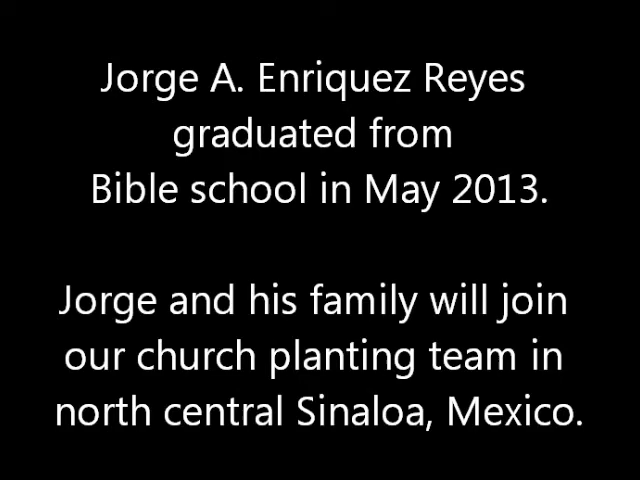 Jorge A. Enriquez Reyes
graduated from
Bible school in May 2013.
Jorge and his family will join
our church planting team in
north central Sinaloa, Mexico.